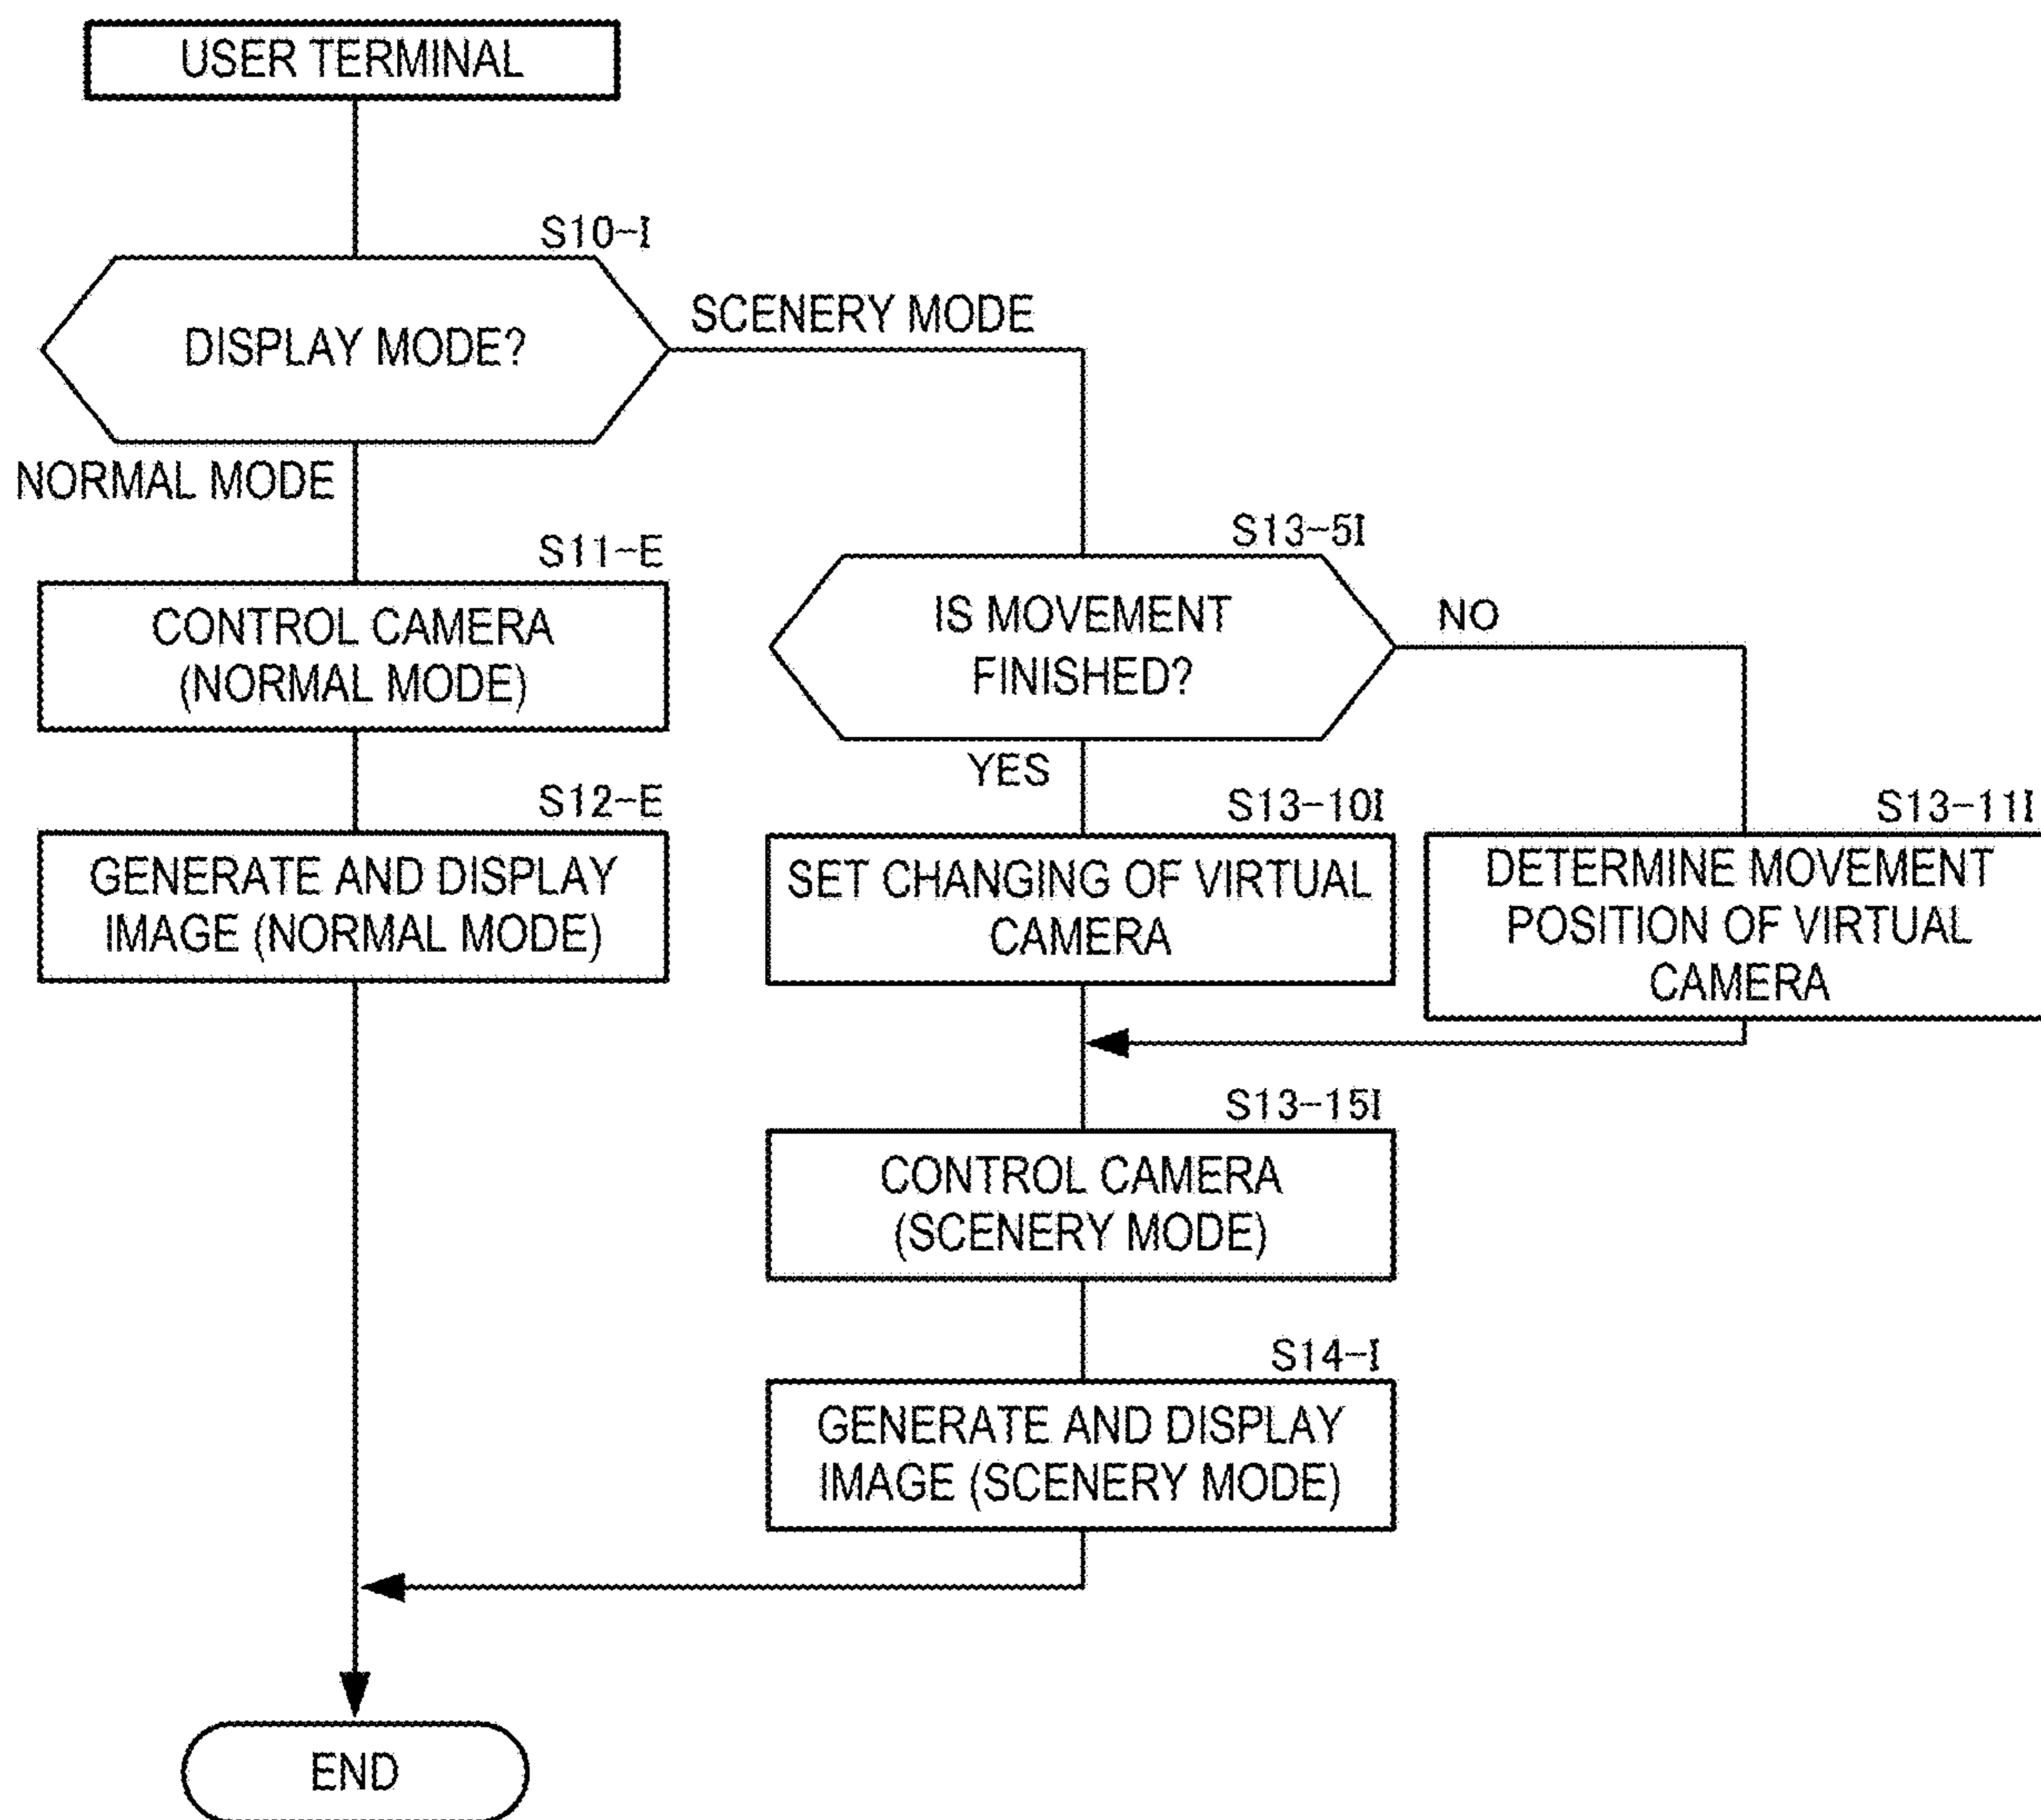 USER TERMINAL
S10-I
DISPLAY MODE?
SCENERY MODE
NORMAL MODE
S11-E
CONTROL CAMERA
(NORMAL MODE)
S12-E
GENERATE AND DISPLAY
IMAGE (NORMAL MODE)
S13-5I
IS MOVEMENT
FINISHED?
NO
YES
S13-10I
SET CHANGING OF VIRTUAL
CAMERA
S13-11I
DETERMINE MOVEMENT
POSITION OF VIRTUAL
CAMERA
S13-15I
CONTROL CAMERA
(SCENERY MODE)
S14-I
GENERATE AND DISPLAY
IMAGE (SCENERY MODE)
END